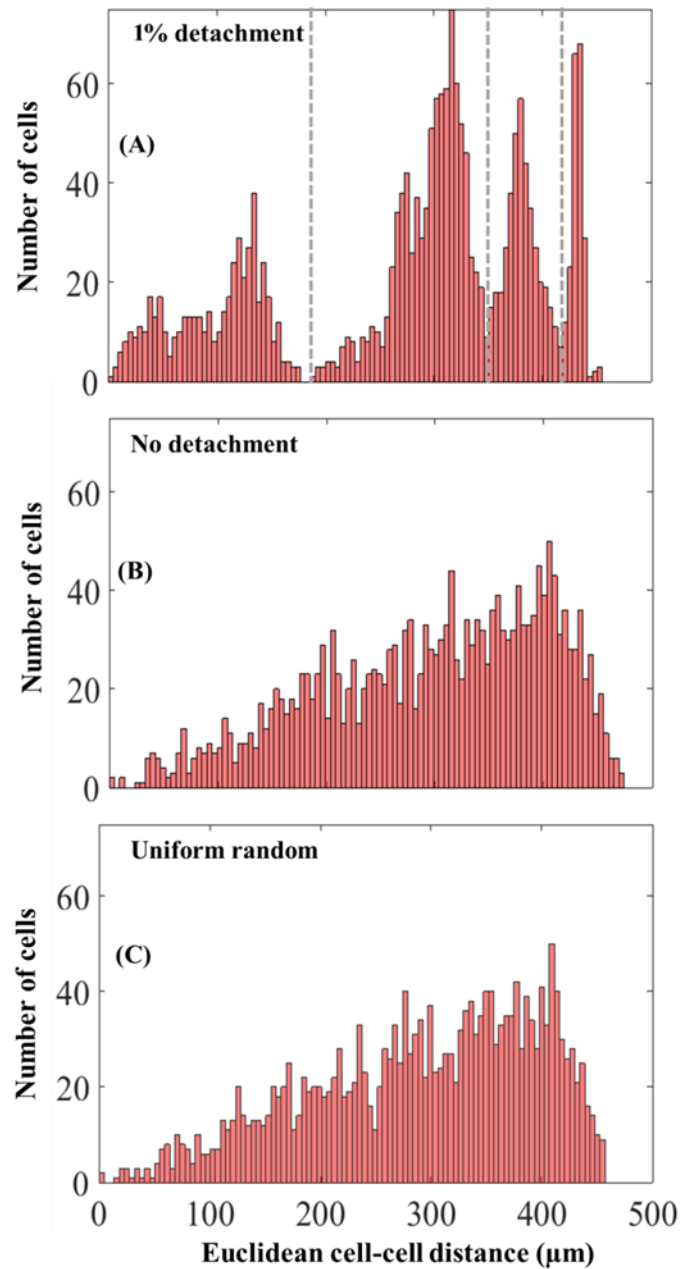 1% detachment
60
(A)
40
20
0
Number of cells
No detachment
60
(B)
40
20
0
Number of cells
Uniform random
60
(C)
40
20
0
Number of cells
0 100 200 300 400 500
Euclidean cell-cell distance (µm)